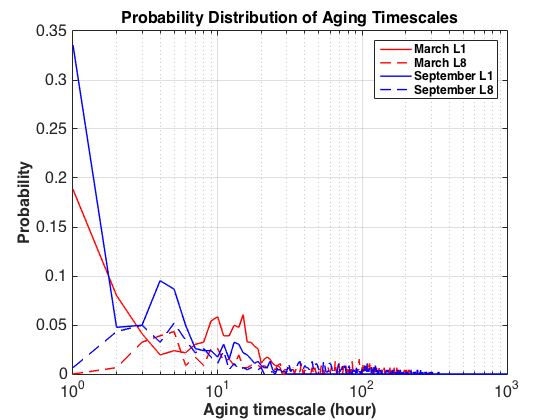 Probability Distribution of Aging Timescales
0.35
0.3
0.25
0.2
0.15
0.1
0.05
0
Probability
March L1
March L8
September L1
September L8
10^0 10^1 10^2 10^3
Aging timescale (hour)